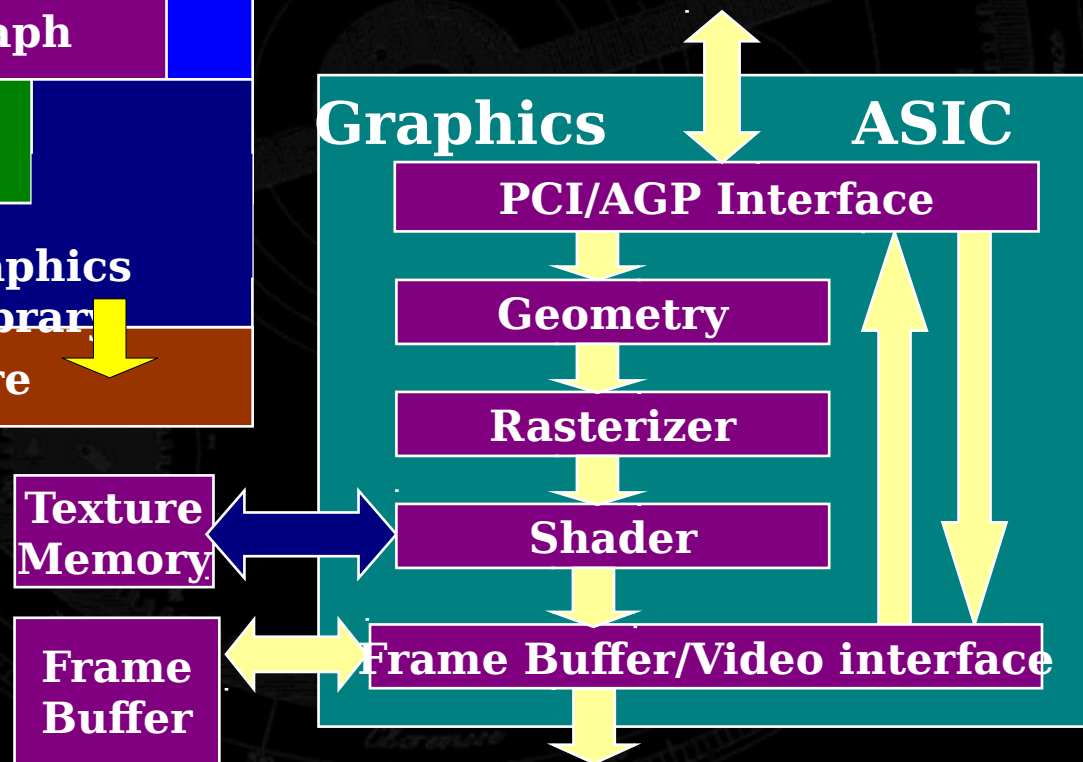 aph
Graphics ASIC
PCI/AGP Interface
aphics
brary
Geometry
re
Rasterizer
Texture
Memory
Shader
Frame
Buffer
Frame Buffer/Video interface